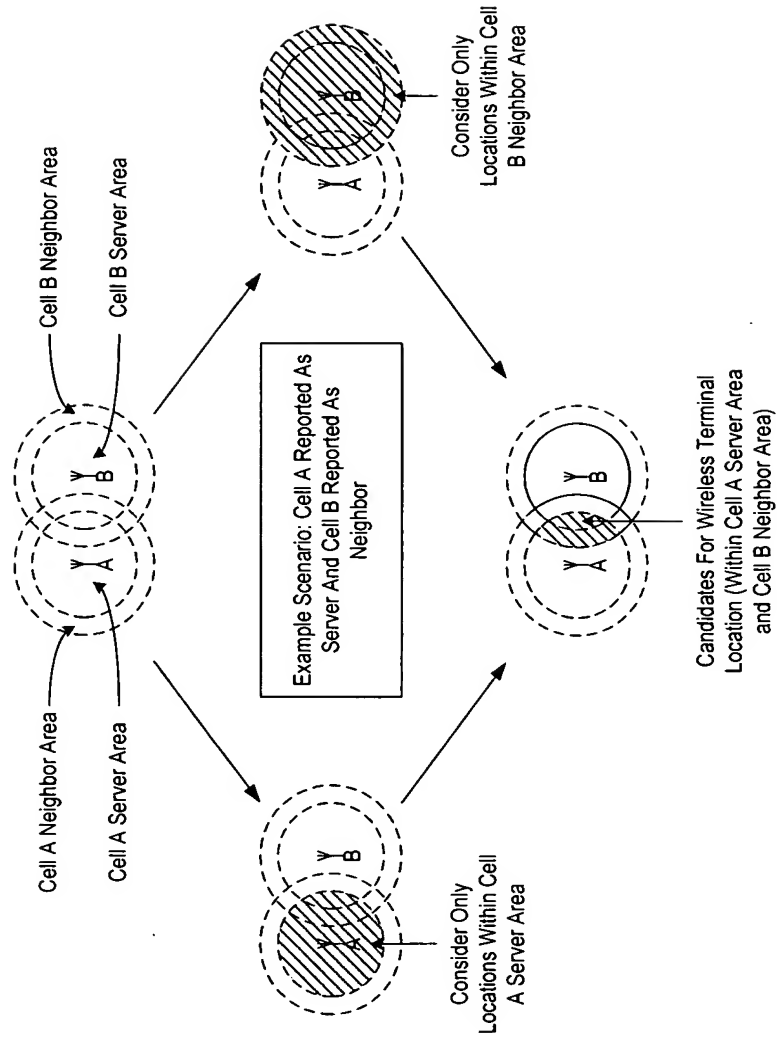 Cell A Neighbor Area
Cell A Server Area
Cell B Neighbor Area
Cell B Server Area
A
B
Example Scenario: Cell A Reported As
Server And Cell B Reported As
Neighbor
A
B
Consider Only
Locations Within Cell
A Server Area
A
B
Consider Only
Locations Within Cell
B Neighbor Area
A
B
Candidates For Wireless Terminal
Location (Within Cell A Server Area
and Cell B Neighbor Area)